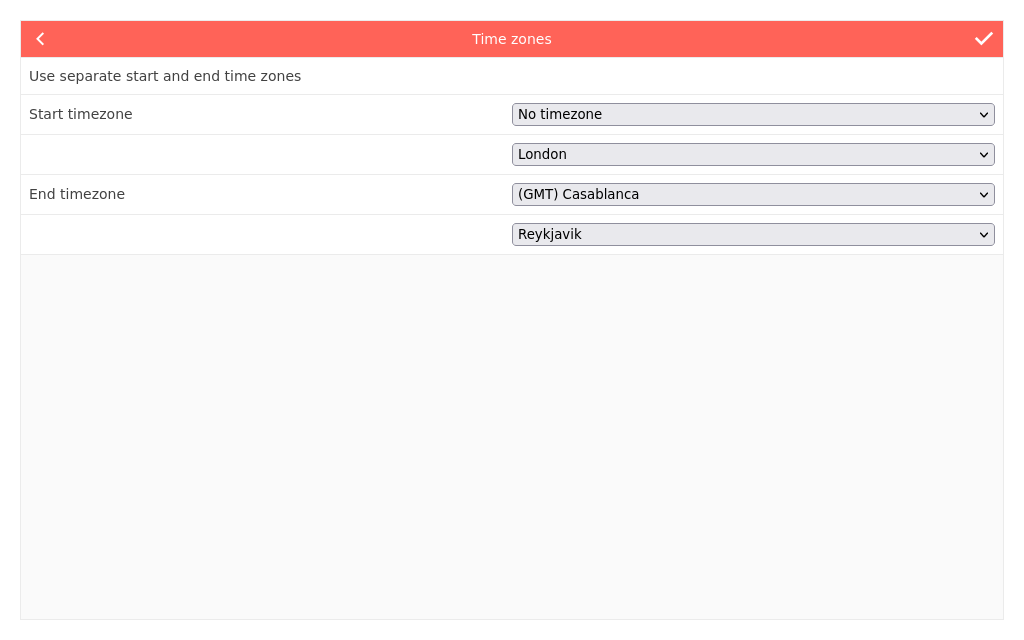 Time zones
Use separate start and end time zones
Start timezone
No timezone
London
End timezone
(GMT) Casablanca
Reykjavik